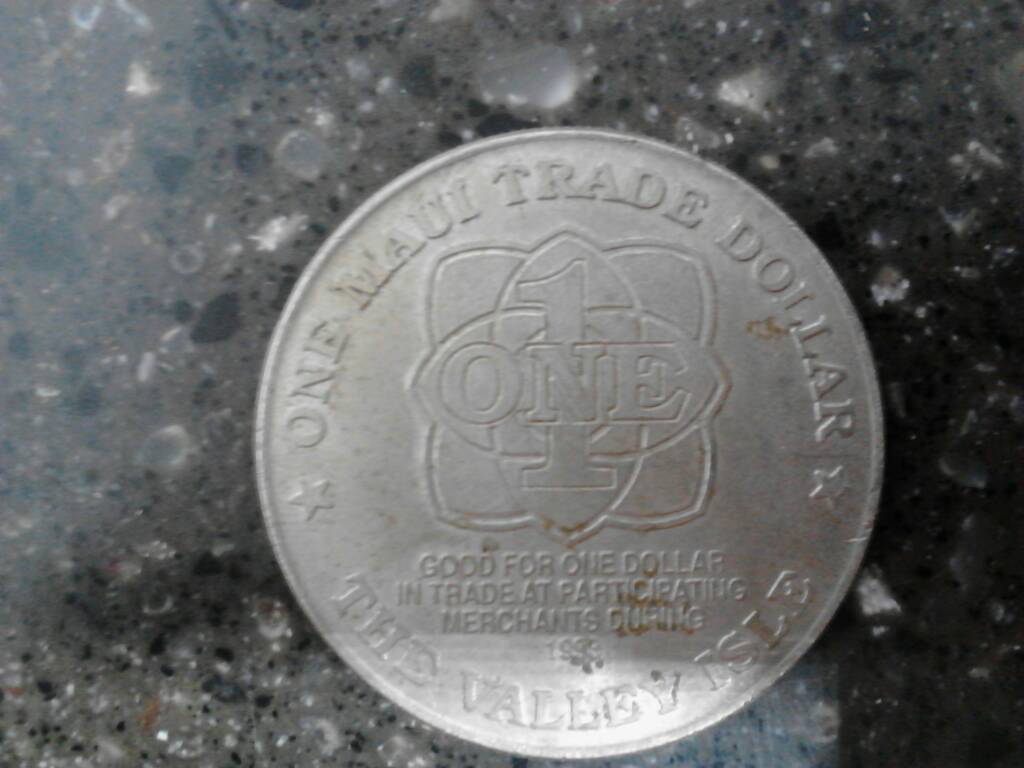 ONE MAUI TRADE DOLLAR
1
ONE
GOOD FOR ONE DOLLAR
IN TRADE AT PARTICIPATING
MERCHANTS DURING
THE VALLEY ISLE